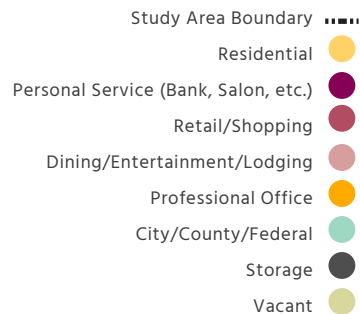 Study Area Boundary
Residential
Personal Service (Bank, Salon, etc.)
Retail/Shopping
Dining/Entertainment/Lodging
Professional Office
City/County/Federal
Storage
Vacant